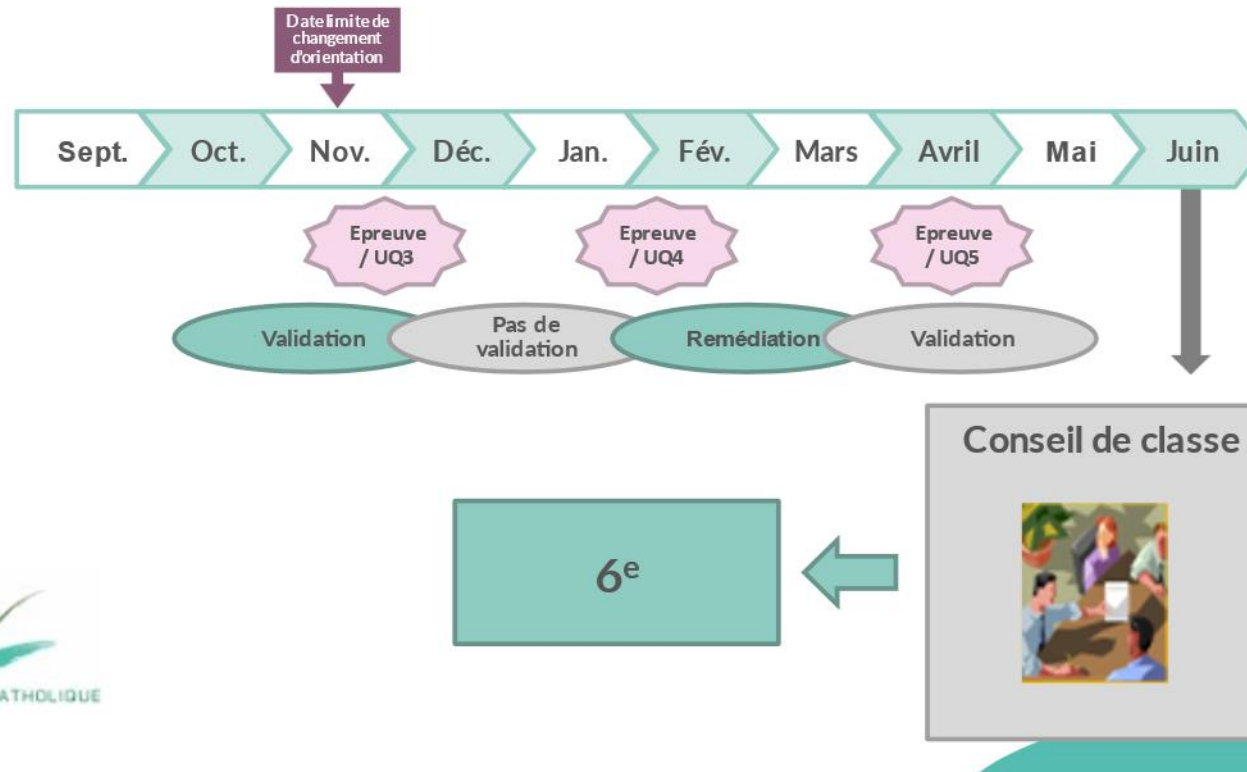 Date limite de
changement
d'orientation
Sept.
Oct.
Nov.
Déc.
Jan.
Fév.
Mars
Avril
Mai
Juin
Epreuve
/ UQ3
Epreuve
/ UQ4
Epreuve
/ UQ5
Validation
Pas de
validation
Remédiation
Validation
Conseil de classe
6e
ATHOLIQUE